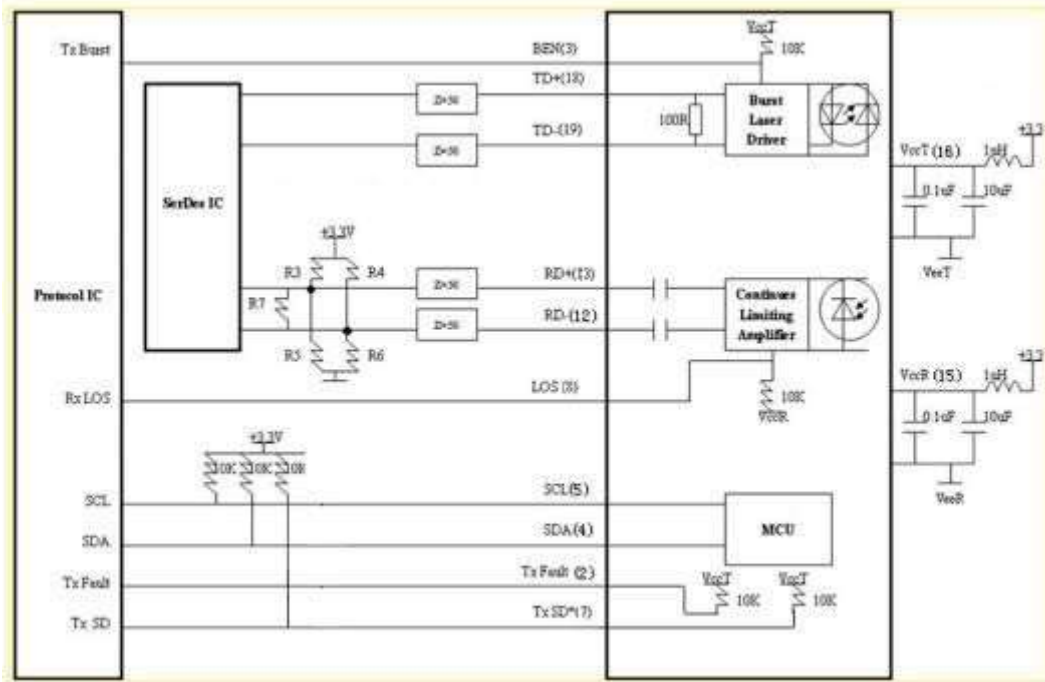 Tx Burst
BEN(3)
VccT
10K
TD+(18)
Z=50
100R
Burst
Laser
Driver
TD-(19)
Z=50
+3.3
VccT (16)
1uH
0.1uF
10uF
VeeT
SerDes IC
+3.3V
R3
R4
RD+(13)
Z=50
Protocol IC
R7
RD-(12)
Z=50
Continues
Limiting
Amplifier
R5
R6
+3.3
VccR (15)
1uH
0.1uF
10uF
VeeR
Rx LOS
LOS (8)
10K
VccR
+3.3V
10K
10K
10K
SCL
SCL(5)
SDA
SDA(4)
MCU
Tx Fault
Tx Fault (2)
VccT
10K
VccT
10K
Tx SD
Tx SD*(7)